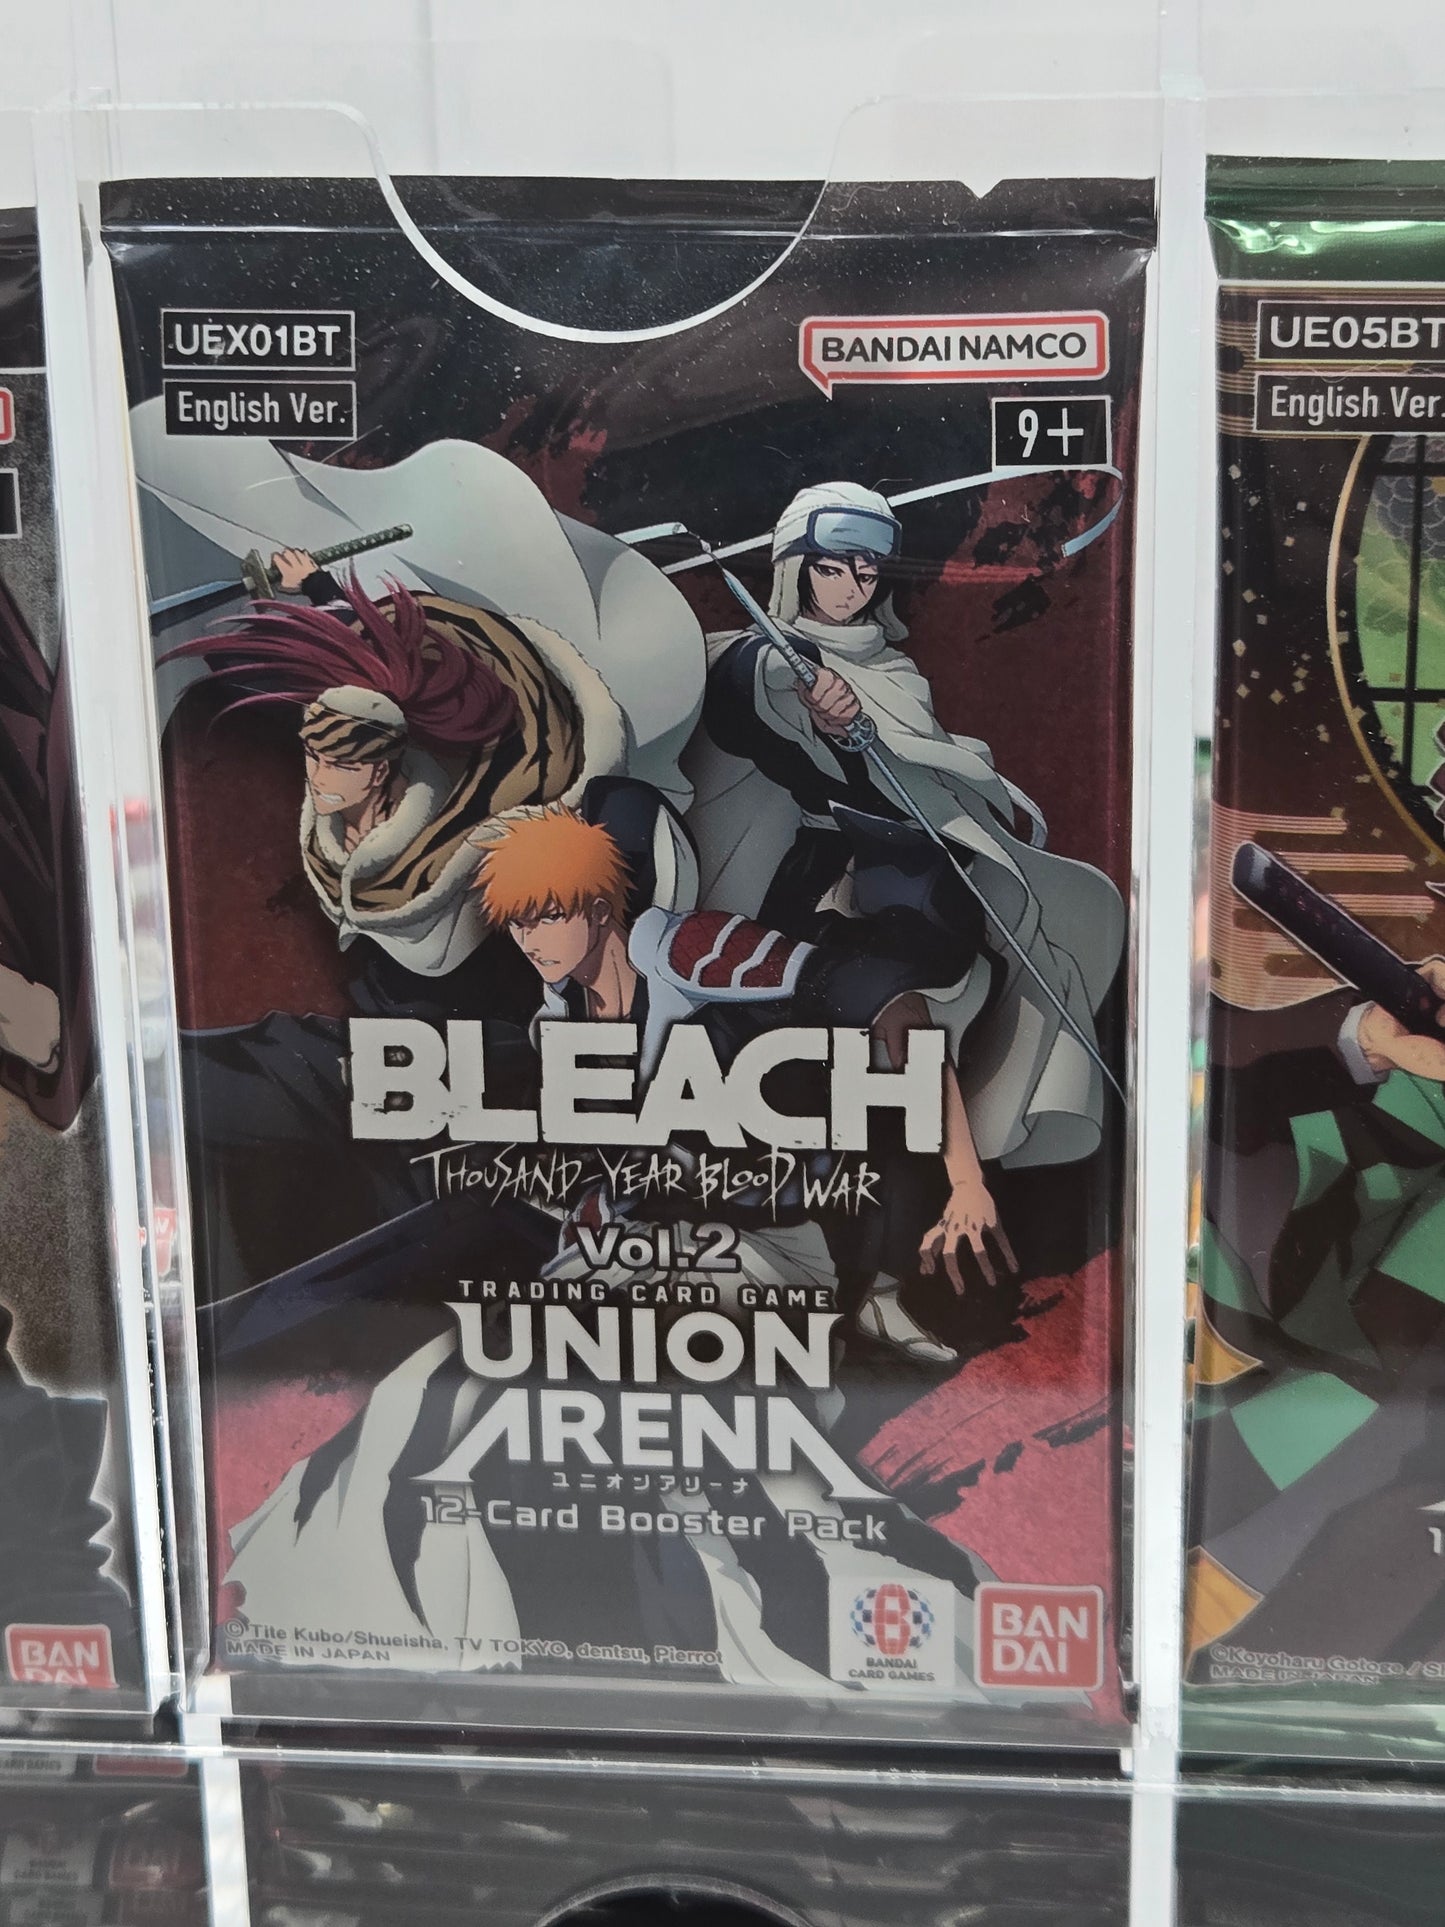 UEX01BT
English Ver.
BANDAI NAMCO
9+
BLEACH
THOUSAND-YEAR BLOOD WAR
Vol.2
TRADING CARD GAME
UNION
ARENA
ユニオンアリーナ
12-Card Booster Pack
©Tite Kubo/Shueisha, TV TOKYO, dentsu, Pierrot
MADE IN JAPAN
B
BANDAI
CARD GAMES
BAN
DAI
BAN
DAI
UE05BT
English Ver.
©Koyoharu Gotoge / S
MADE IN JAPAN